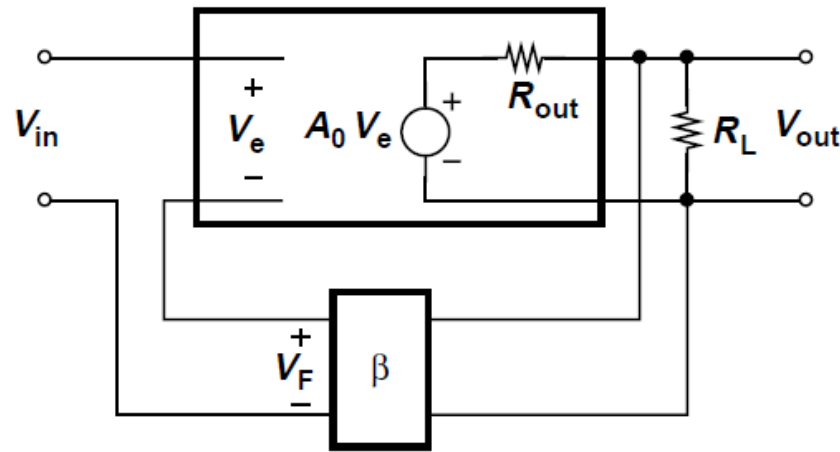 V_in
+
V_e
−
A_0 V_e
+
−
R_out
R_L
V_out
+
V_F
−
β